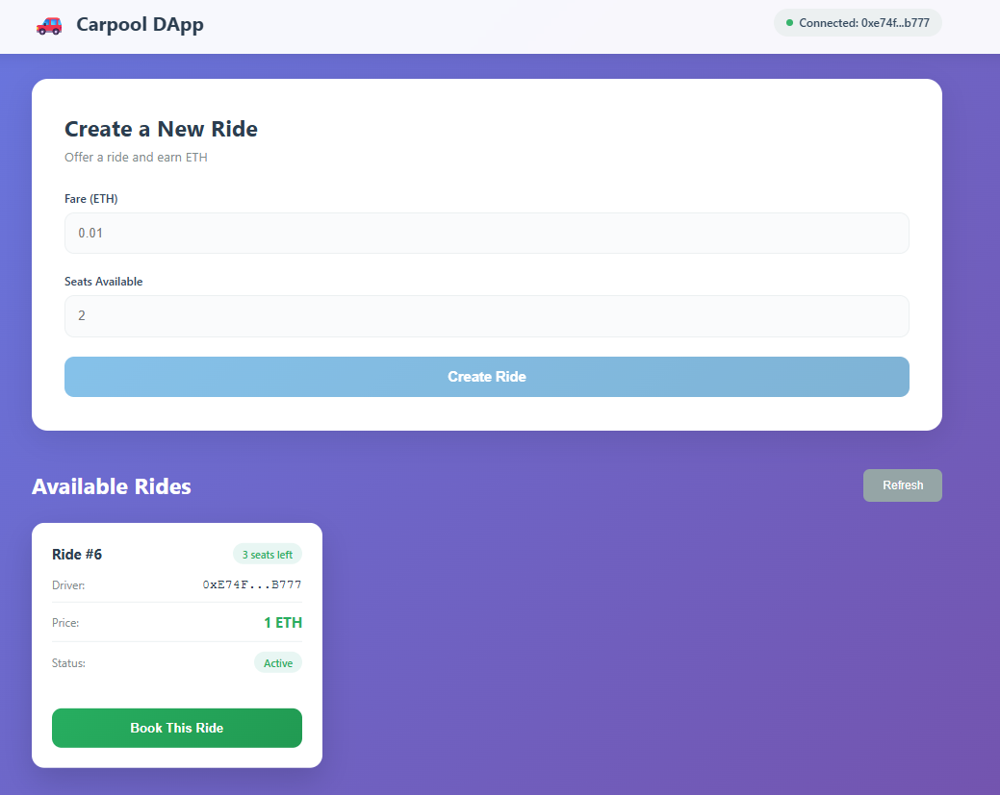 Carpool DApp
Connected: 0xe74f...b777
Create a New Ride
Offer a ride and earn ETH
Fare (ETH)
0.01
Seats Available
2
Create Ride
Available Rides
Refresh
Ride #6
3 seats left
Driver:
0xE74F...B777
Price:
1 ETH
Status:
Active
Book This Ride